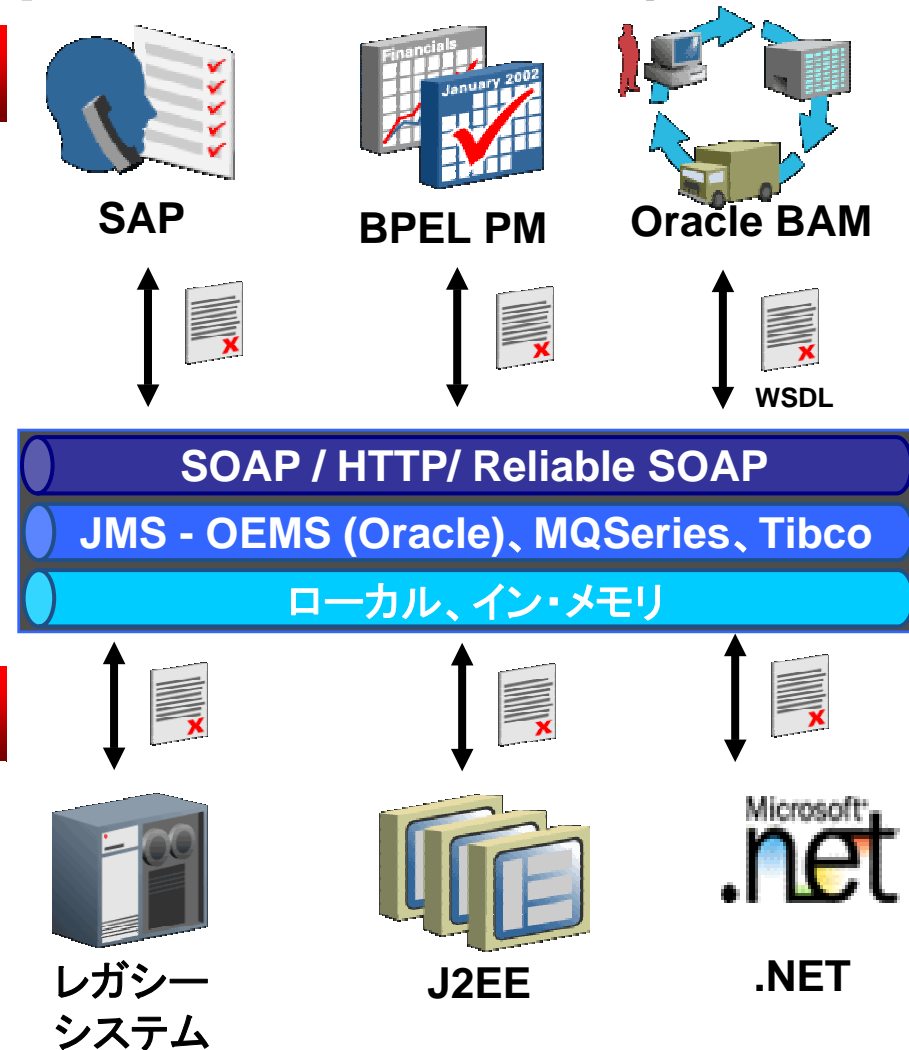 Financials
January 2002
SAP
BPEL PM
Oracle BAM
WSDL
SOAP / HTTP/ Reliable SOAP
JMS - OEMS (Oracle)、MQSeries、Tibco
ローカル、イン・メモリ
Microsoft
.net
レガシー
システム
J2EE
.NET